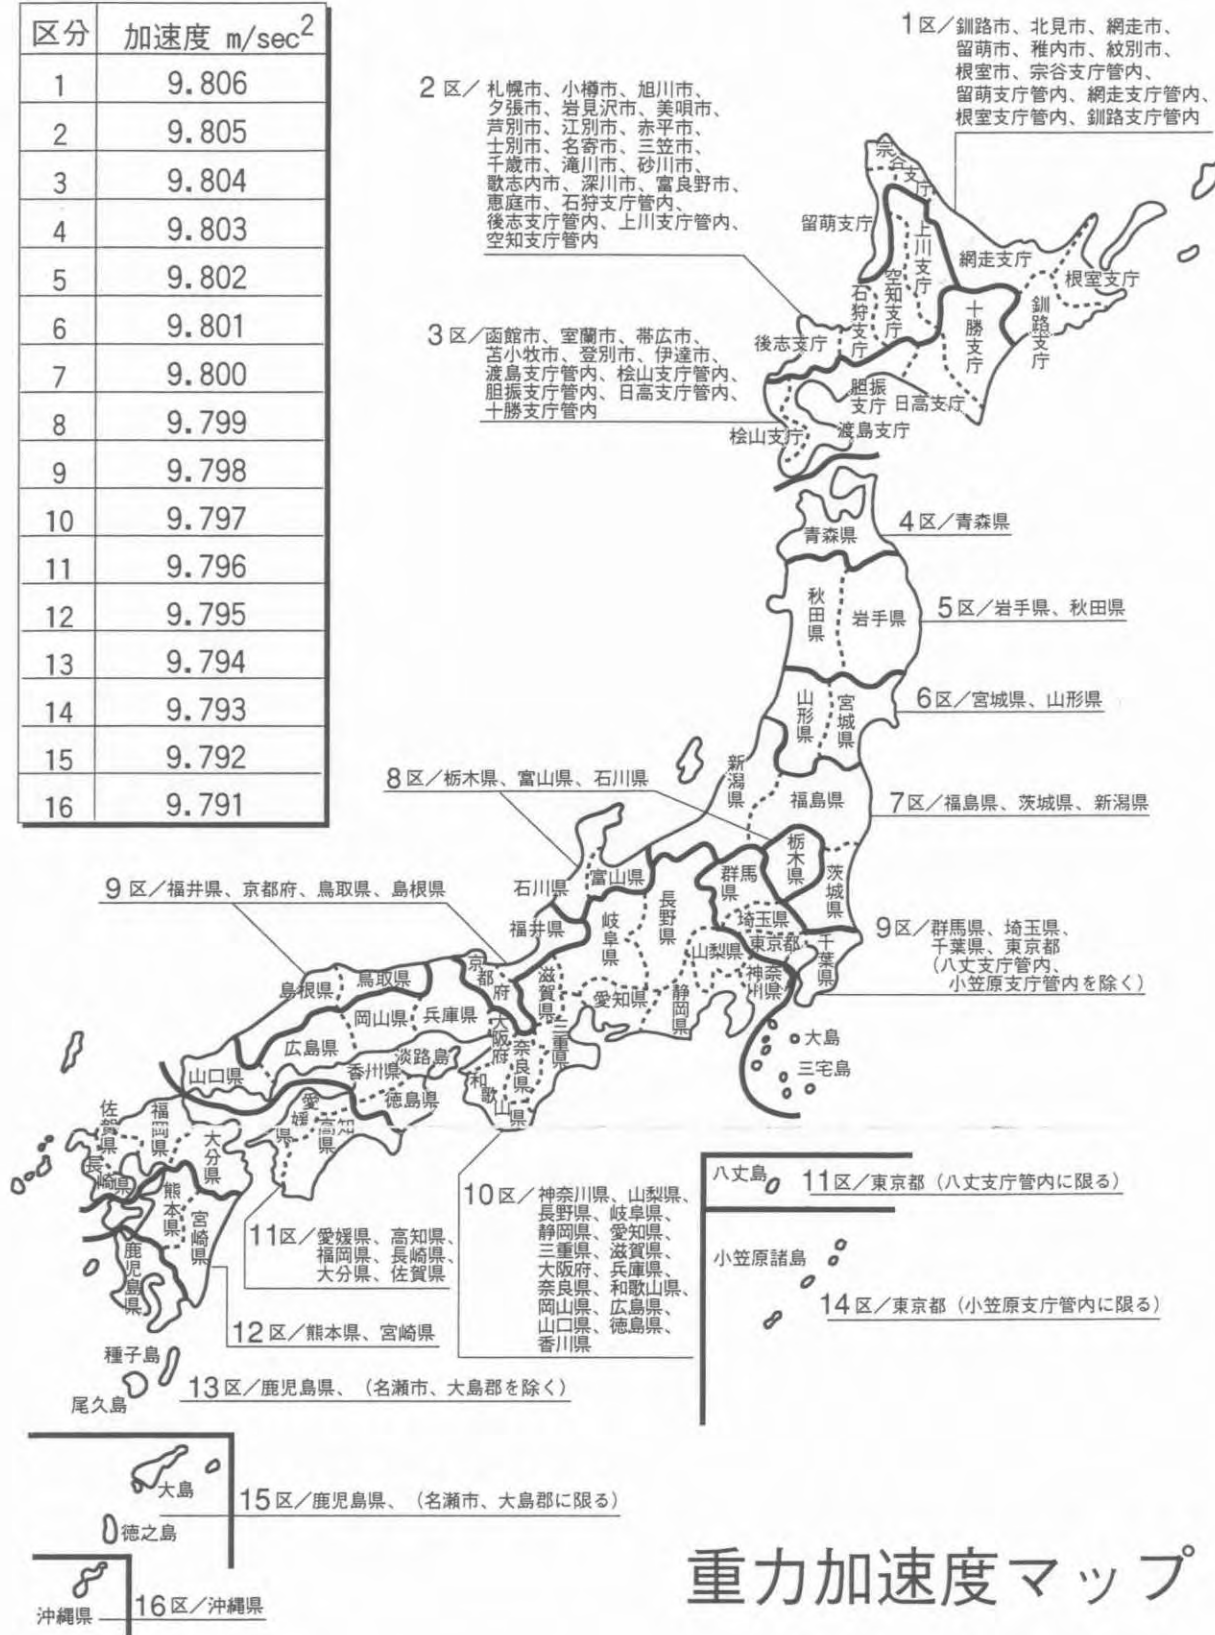 区分 加速度 m/sec²
1 9.806
2 9.805
3 9.804
4 9.803
5 9.802
6 9.801
7 9.800
8 9.799
9 9.798
10 9.797
11 9.796
12 9.795
13 9.794
14 9.793
15 9.792
16 9.791
1区/釧路市、北見市、網走市、
留萌市、稚内市、紋別市、
根室市、宗谷支庁管内、
留萌支庁管内、網走支庁管内、
根室支庁管内、釧路支庁管内
2区/札幌市、小樽市、旭川市、
夕張市、岩見沢市、美唄市、
芦別市、江別市、赤平市、
士別市、名寄市、三笠市、
千歳市、滝川市、砂川市、
歌志内市、深川市、富良野市、
恵庭市、石狩支庁管内、
後志支庁管内、上川支庁管内、
空知支庁管内
3区/函館市、室蘭市、帯広市、
苫小牧市、登別市、伊達市、
渡島支庁管内、桧山支庁管内、
胆振支庁管内、日高支庁管内、
十勝支庁管内
宗谷支庁
留萌支庁
上川支庁
網走支庁
根室支庁
空知支庁
石狩支庁
十勝支庁
釧路支庁
後志支庁
胆振
支庁
日高支庁
渡島支庁
桧山支庁
青森県
4区/青森県
秋田県
岩手県
5区/岩手県、秋田県
山形県
宮城県
6区/宮城県、山形県
新潟県
福島県
7区/福島県、茨城県、新潟県
8区/栃木県、富山県、石川県
栃木県
茨城県
群馬県
石川県
富山県
長野県
埼玉県
9区/福井県、京都府、鳥取県、島根県
福井県
岐阜県
山梨県
東京都
千葉県
神奈川県
9区/群馬県、埼玉県、
千葉県、東京都
(八丈支庁管内、
小笠原支庁管内を除く)
京都府
滋賀県
愛知県
静岡県
島根県
鳥取県
岡山県
兵庫県
大阪府
三重県
奈良県
広島県
淡路島
香州県
山口県
和歌山県
徳島県
愛媛県
高知県
大島
三宅島
佐賀県
福岡県
大分県
長崎県
熊本県
宮崎県
鹿児島県
10区/神奈川県、山梨県、
長野県、岐阜県、
静岡県、愛知県、
三重県、滋賀県、
大阪府、兵庫県、
奈良県、和歌山県、
岡山県、広島県、
山口県、徳島県、
香川県
11区/愛媛県、高知県、
福岡県、長崎県、
大分県、佐賀県
八丈島
11区/東京都(八丈支庁管内に限る)
小笠原諸島
14区/東京都(小笠原支庁管内に限る)
12区/熊本県、宮崎県
種子島
尾久島
13区/鹿児島県、(名瀬市、大島郡を除く)
大島
徳之島
15区/鹿児島県、(名瀬市、大島郡に限る)
沖縄県
16区/沖縄県
重力加速度マップ